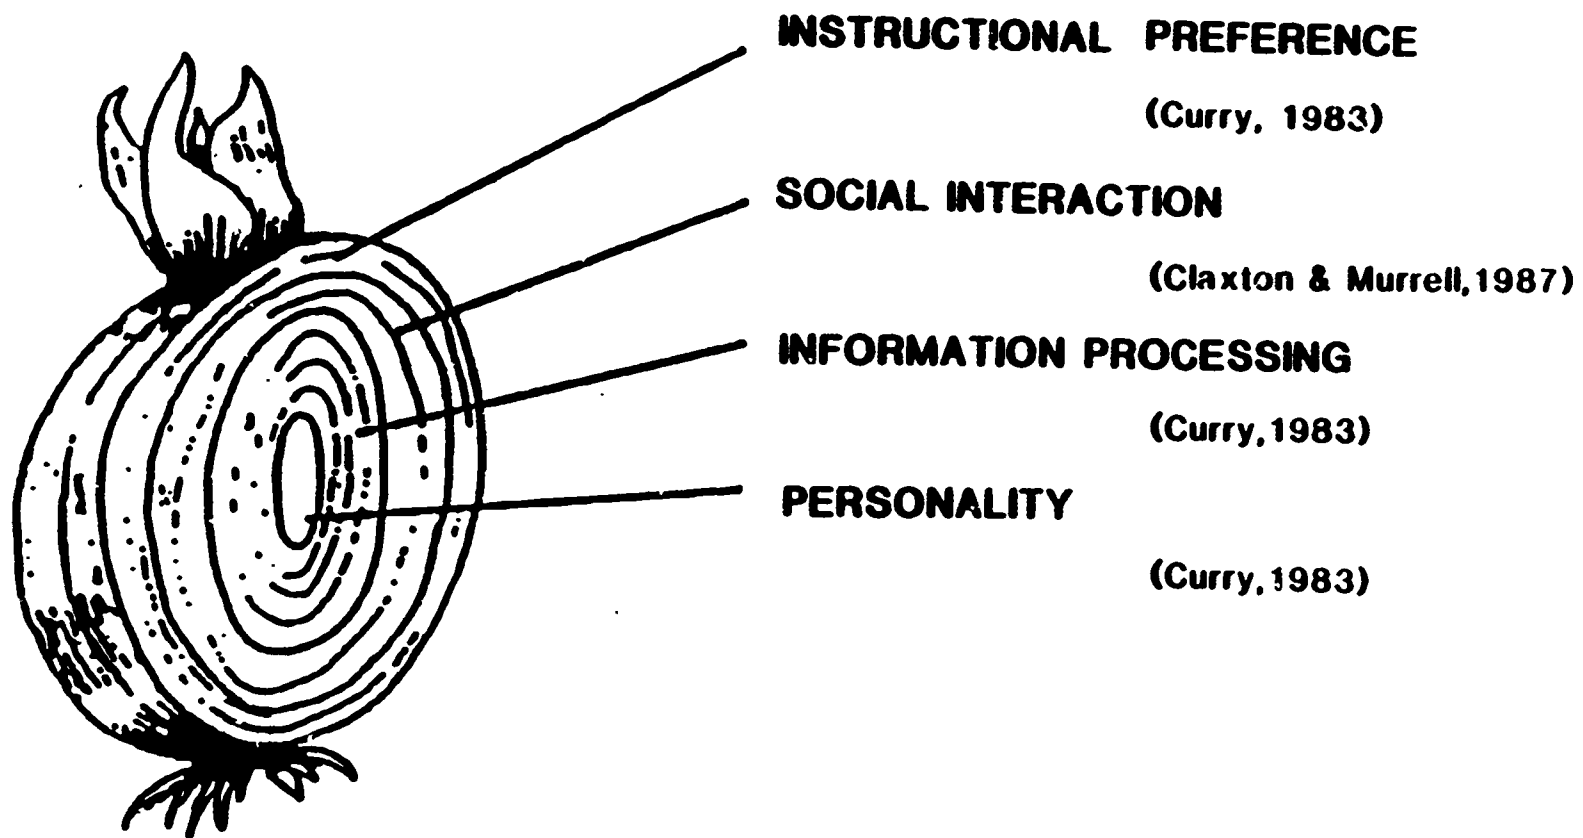 INSTRUCTIONAL PREFERENCE
(Curry, 1983)
SOCIAL INTERACTION
(Claxton & Murrell,1987)
INFORMATION PROCESSING
(Curry,1983)
PERSONALITY
(Curry,1983)